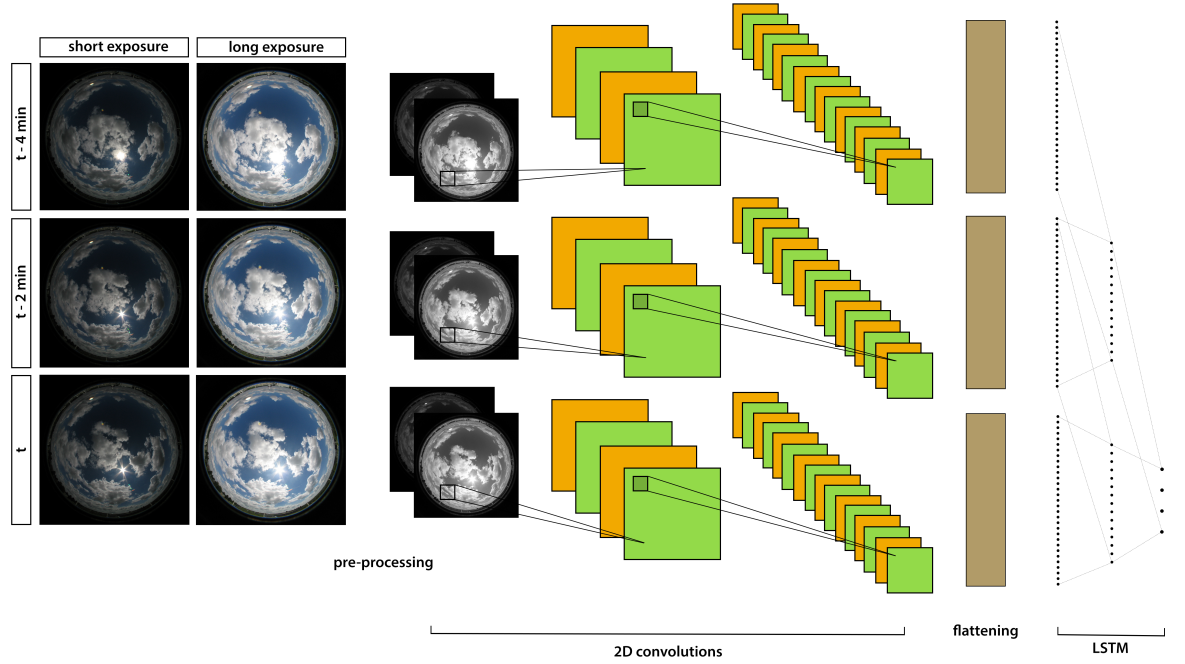 short exposure
long exposure
t - 4 min
t - 2 min
t
pre-processing
2D convolutions
flattening
LSTM